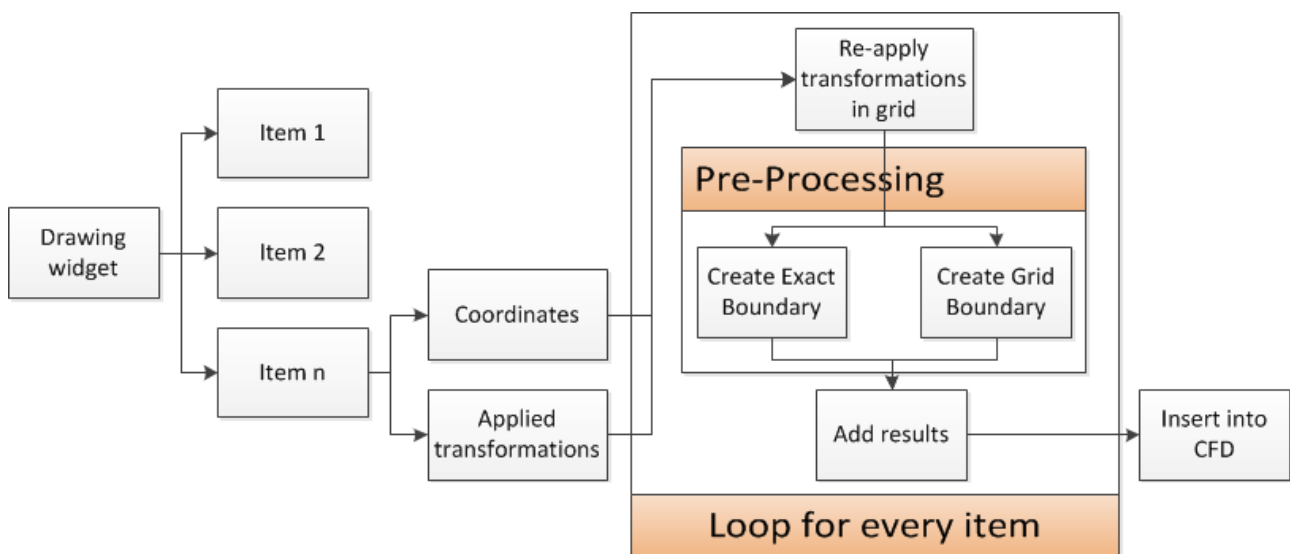 Drawing
widget
Item 1
Item 2
Item n
Coordinates
Applied
transformations
Re-apply
transformations
in grid
Pre-Processing
Create Exact
Boundary
Create Grid
Boundary
Add results
Loop for every item
Insert into
CFD